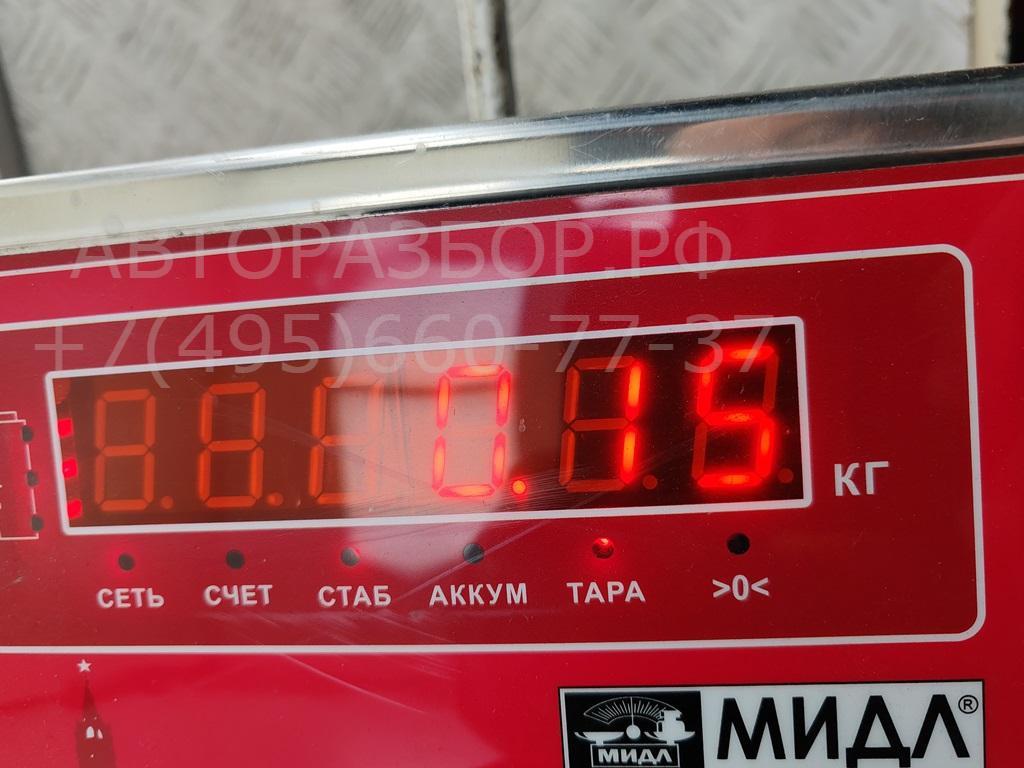 АВТОРАЗБОР.РФ
+7(495)660-77-37
0.15 КГ
СЕТЬ СЧЕТ СТАБ АККУМ ТАРА >0<
МИДЛ МИДЛ®